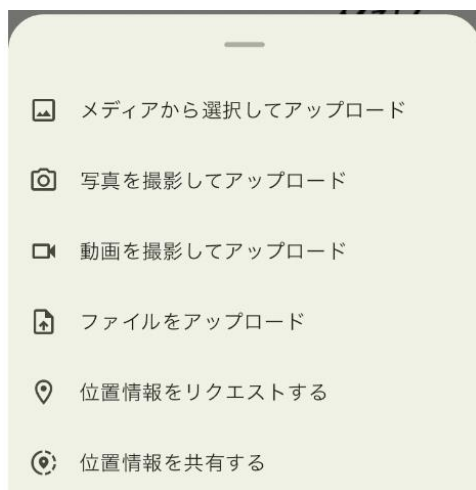 メディアから選択してアップロード
写真を撮影してアップロード
動画を撮影してアップロード
ファイルをアップロード
位置情報をリクエストする
位置情報を共有する